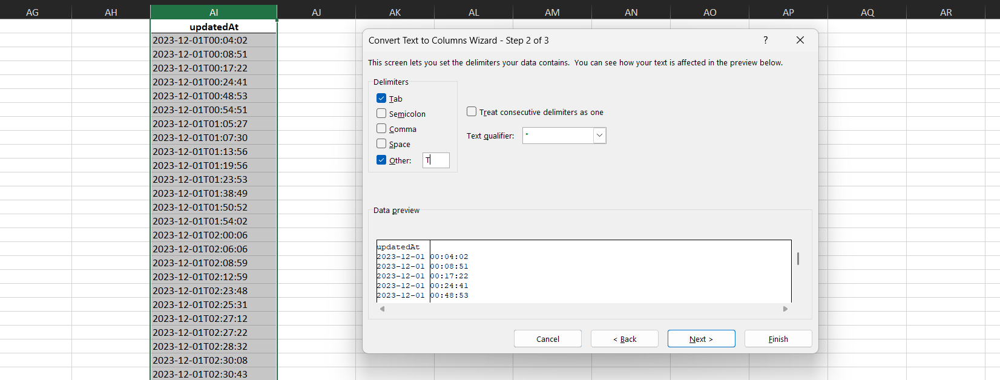 AG AH AI AJ AK AL AM AN AO AP AQ AR
updatedAt
2023-12-01T00:04:02
2023-12-01T00:08:51
2023-12-01T00:17:22
2023-12-01T00:24:41
2023-12-01T00:48:53
2023-12-01T00:54:51
2023-12-01T01:05:27
2023-12-01T01:07:30
2023-12-01T01:13:56
2023-12-01T01:19:56
2023-12-01T01:23:53
2023-12-01T01:38:49
2023-12-01T01:50:52
2023-12-01T01:54:02
2023-12-01T02:00:06
2023-12-01T02:06:06
2023-12-01T02:08:59
2023-12-01T02:12:59
2023-12-01T02:23:48
2023-12-01T02:25:31
2023-12-01T02:27:12
2023-12-01T02:27:22
2023-12-01T02:28:32
2023-12-01T02:30:08
2023-12-01T02:30:43
Convert Text to Columns Wizard - Step 2 of 3 ?
This screen lets you set the delimiters your data contains. You can see how your text is affected in the preview below.
Delimiters
Tab
Semicolon
Comma
Space
Other: T
Treat consecutive delimiters as one
Text qualifier: "
Data preview
updatedAt
2023-12-01 00:04:02
2023-12-01 00:08:51
2023-12-01 00:17:22
2023-12-01 00:24:41
2023-12-01 00:48:53
Cancel < Back Next > Finish